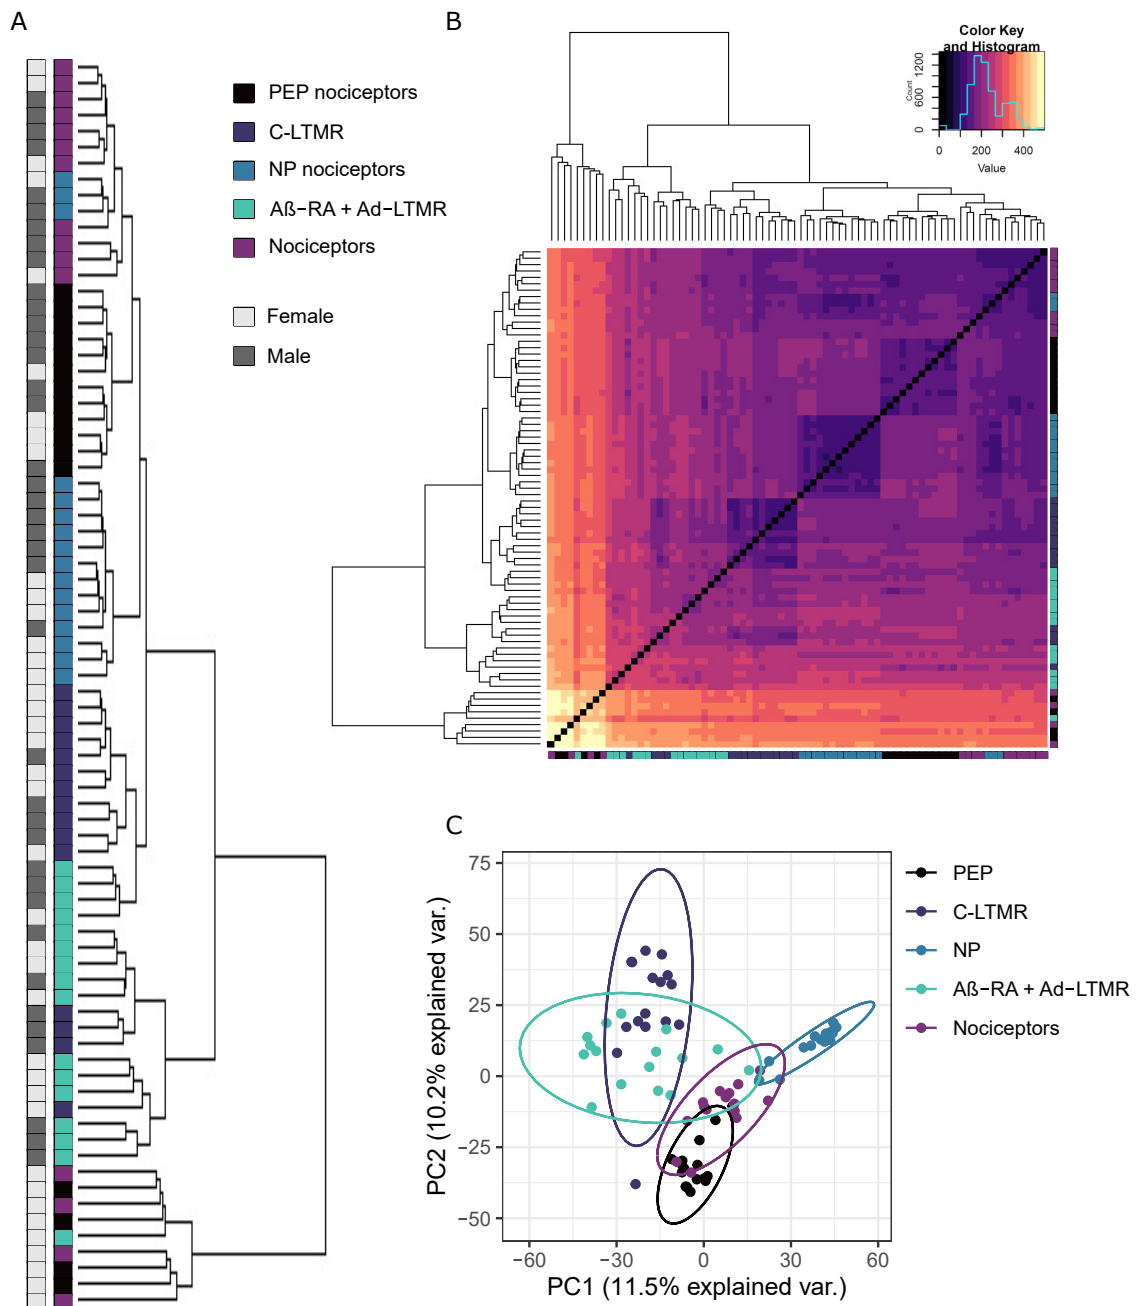 A
PEP nociceptors
C-LTMR
NP nociceptors
Aß-RA + Ad-LTMR
Nociceptors
Female
Male
B
Color Key
and Histogram
Count
0
600
1200
0
200
400
Value
C
75
50
25
0
−25
−50
PC2 (10.2% explained var.)
−60
−30
0
30
60
PC1 (11.5% explained var.)
PEP
C-LTMR
NP
Aß-RA + Ad-LTMR
Nociceptors